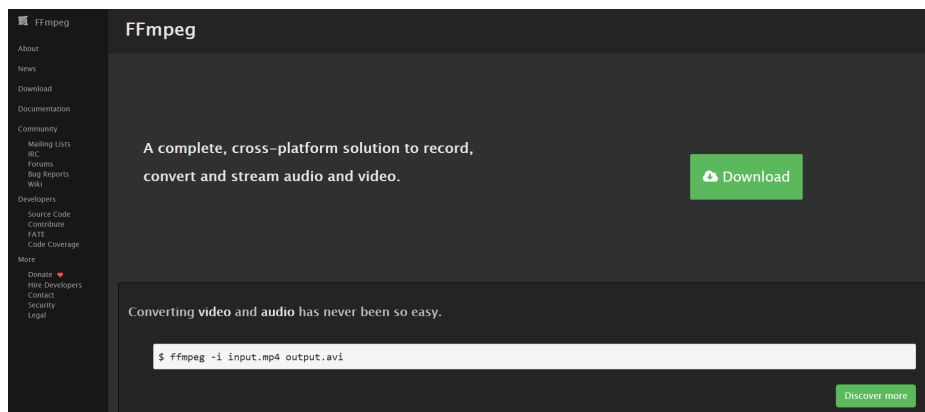 FFmpeg
About
News
Download
Documentation
Community
Mailing Lists
IRC
Forums
Bug Reports
Wiki
Developers
Source Code
Contribute
FATE
Code Coverage
More
Donate
Hire Developers
Contact
Security
Legal
FFmpeg
A complete, cross-platform solution to record,
convert and stream audio and video.
Download
Converting video and audio has never been so easy.
$ ffmpeg -i input.mp4 output.avi
Discover more